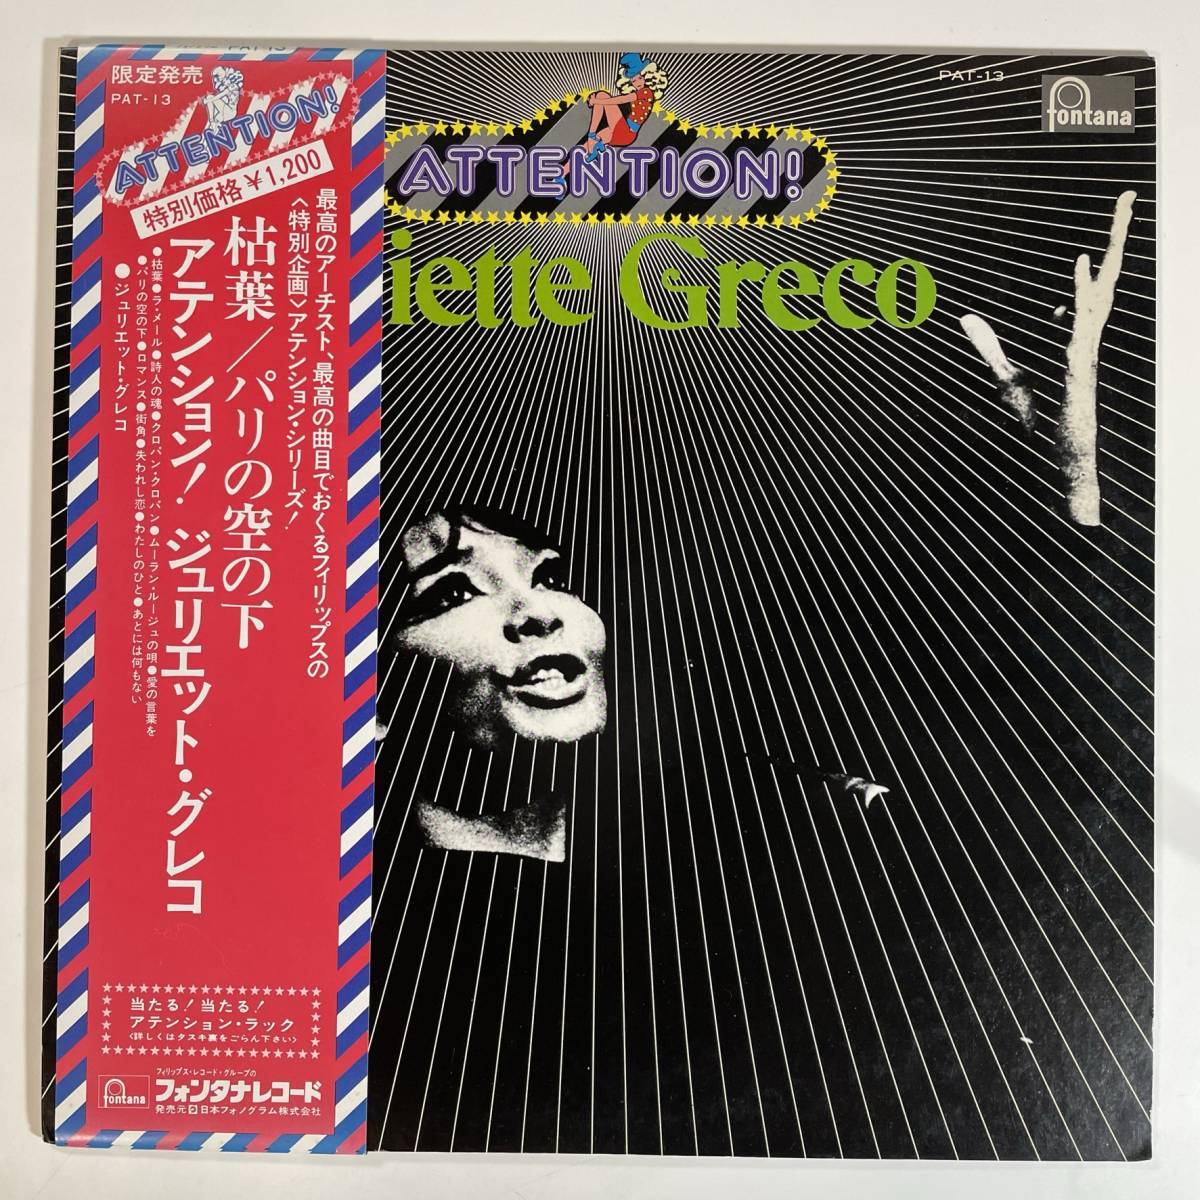 PAT-13
限定発売
PAT-13
ATTENTION!
特別価格¥1,200
最高のアーチスト、最高の曲目でおくるフィリップスの
〈特別企画〉アテンション・シリーズ!
枯葉/パリの空の下
アテンション! ジュリエット・グレコ
●枯葉●ラ・メール●詩人の魂●クロパン・クロパン●ムーラン・ルージュの唄●愛の言葉を
●パリの空の下●ロマンス●街角●失われし恋●わたしのひと●あとには何もない
●ジュリエット・グレコ
当たる!当たる!
アテンション・ラック
〈詳しくはタスキ裏をごらん下さい〉
fontana
フィリップス・レコード・グループの
フォンタナレコード
発売元 日本フォノグラム株式会社
PAT-13
fontana
ATTENTION!
iette Greco